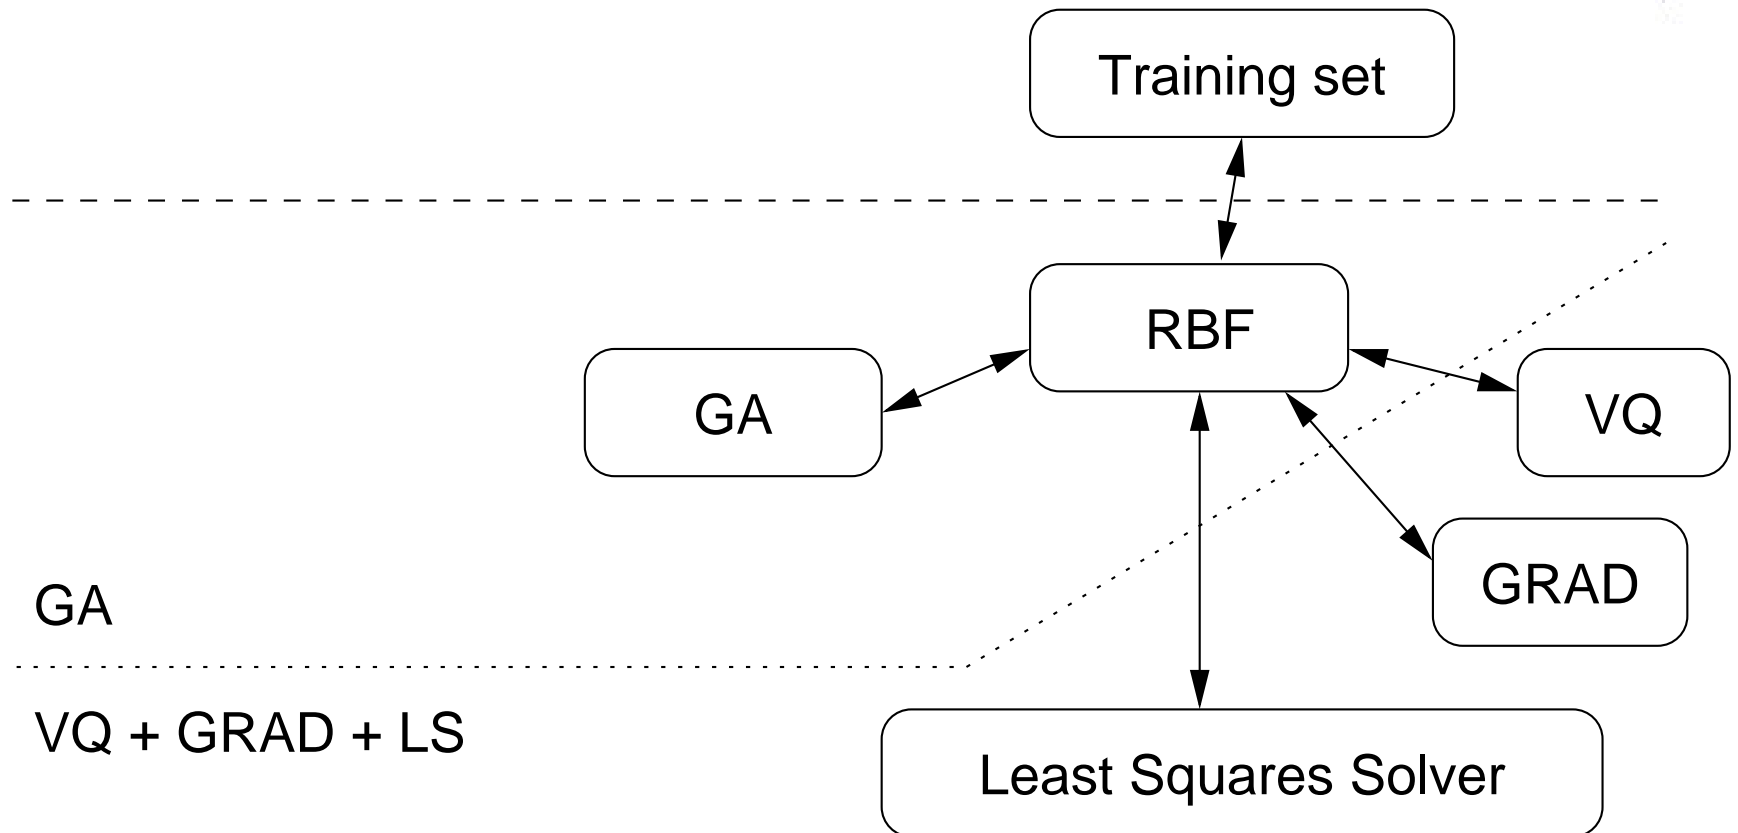 Training set
RBF
GA
VQ
GRAD
GA
VQ + GRAD + LS
Least Squares Solver